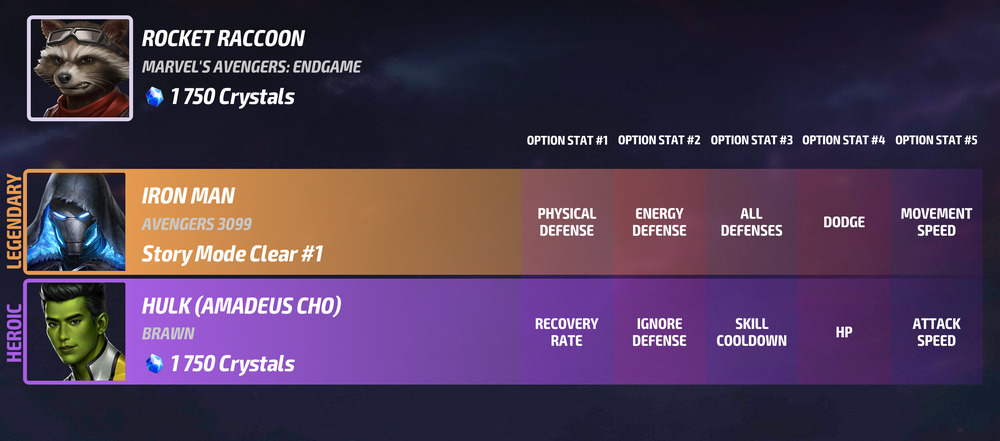 ROCKET RACCOON
MARVEL'S AVENGERS: ENDGAME
1 750 Crystals
OPTION STAT #1 OPTION STAT #2 OPTION STAT #3 OPTION STAT #4 OPTION STAT #5
LEGENDARY
IRON MAN
AVENGERS 3099
Story Mode Clear #1
PHYSICAL
DEFENSE
ENERGY
DEFENSE
ALL
DEFENSES
DODGE
MOVEMENT
SPEED
HEROIC
HULK (AMADEUS CHO)
BRAWN
1 750 Crystals
RECOVERY
RATE
IGNORE
DEFENSE
SKILL
COOLDOWN
HP
ATTACK
SPEED